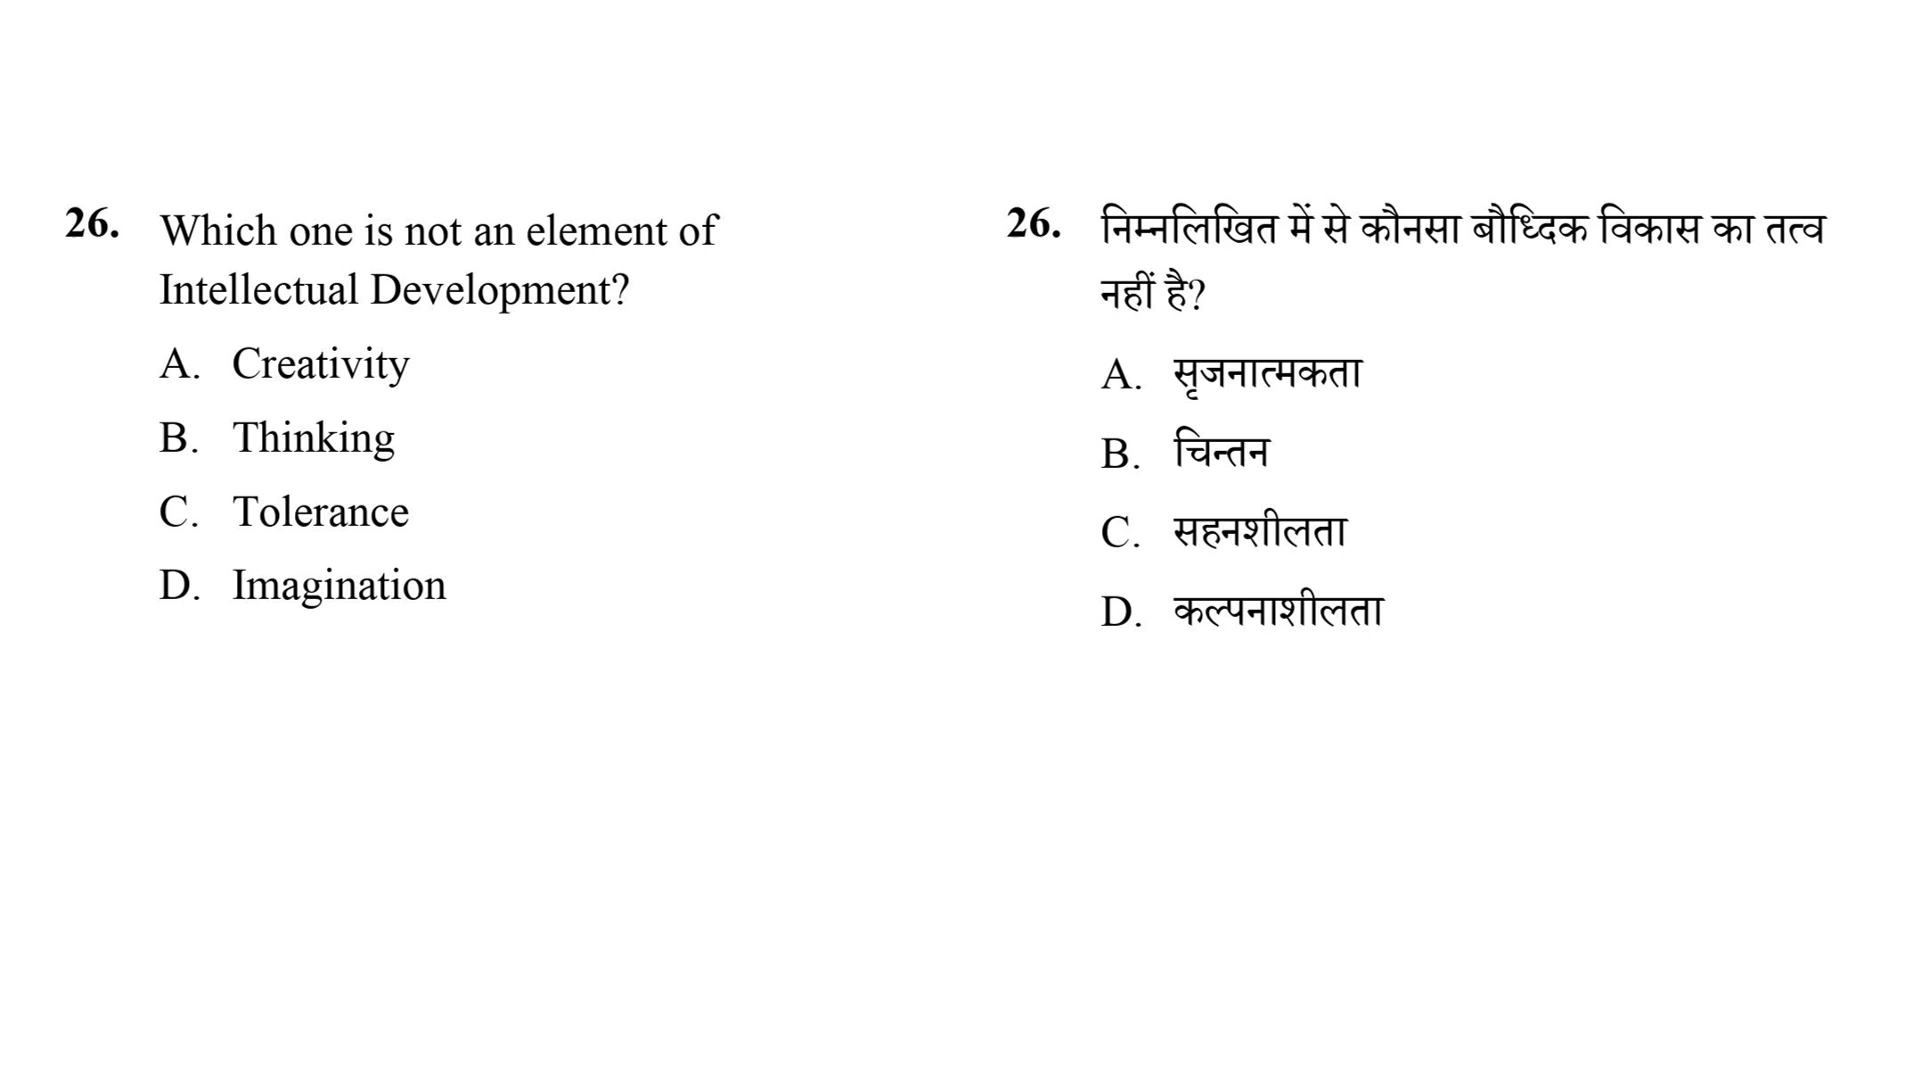 26. Which one is not an element of
Intellectual Development?
A. Creativity
B. Thinking
C. Tolerance
D. Imagination
26. निम्नलिखित में से कौनसा बौध्दिक विकास का तत्व
नहीं है?
A. सृजनात्मकता
B. चिन्तन
C. सहनशीलता
D. कल्पनाशीलता